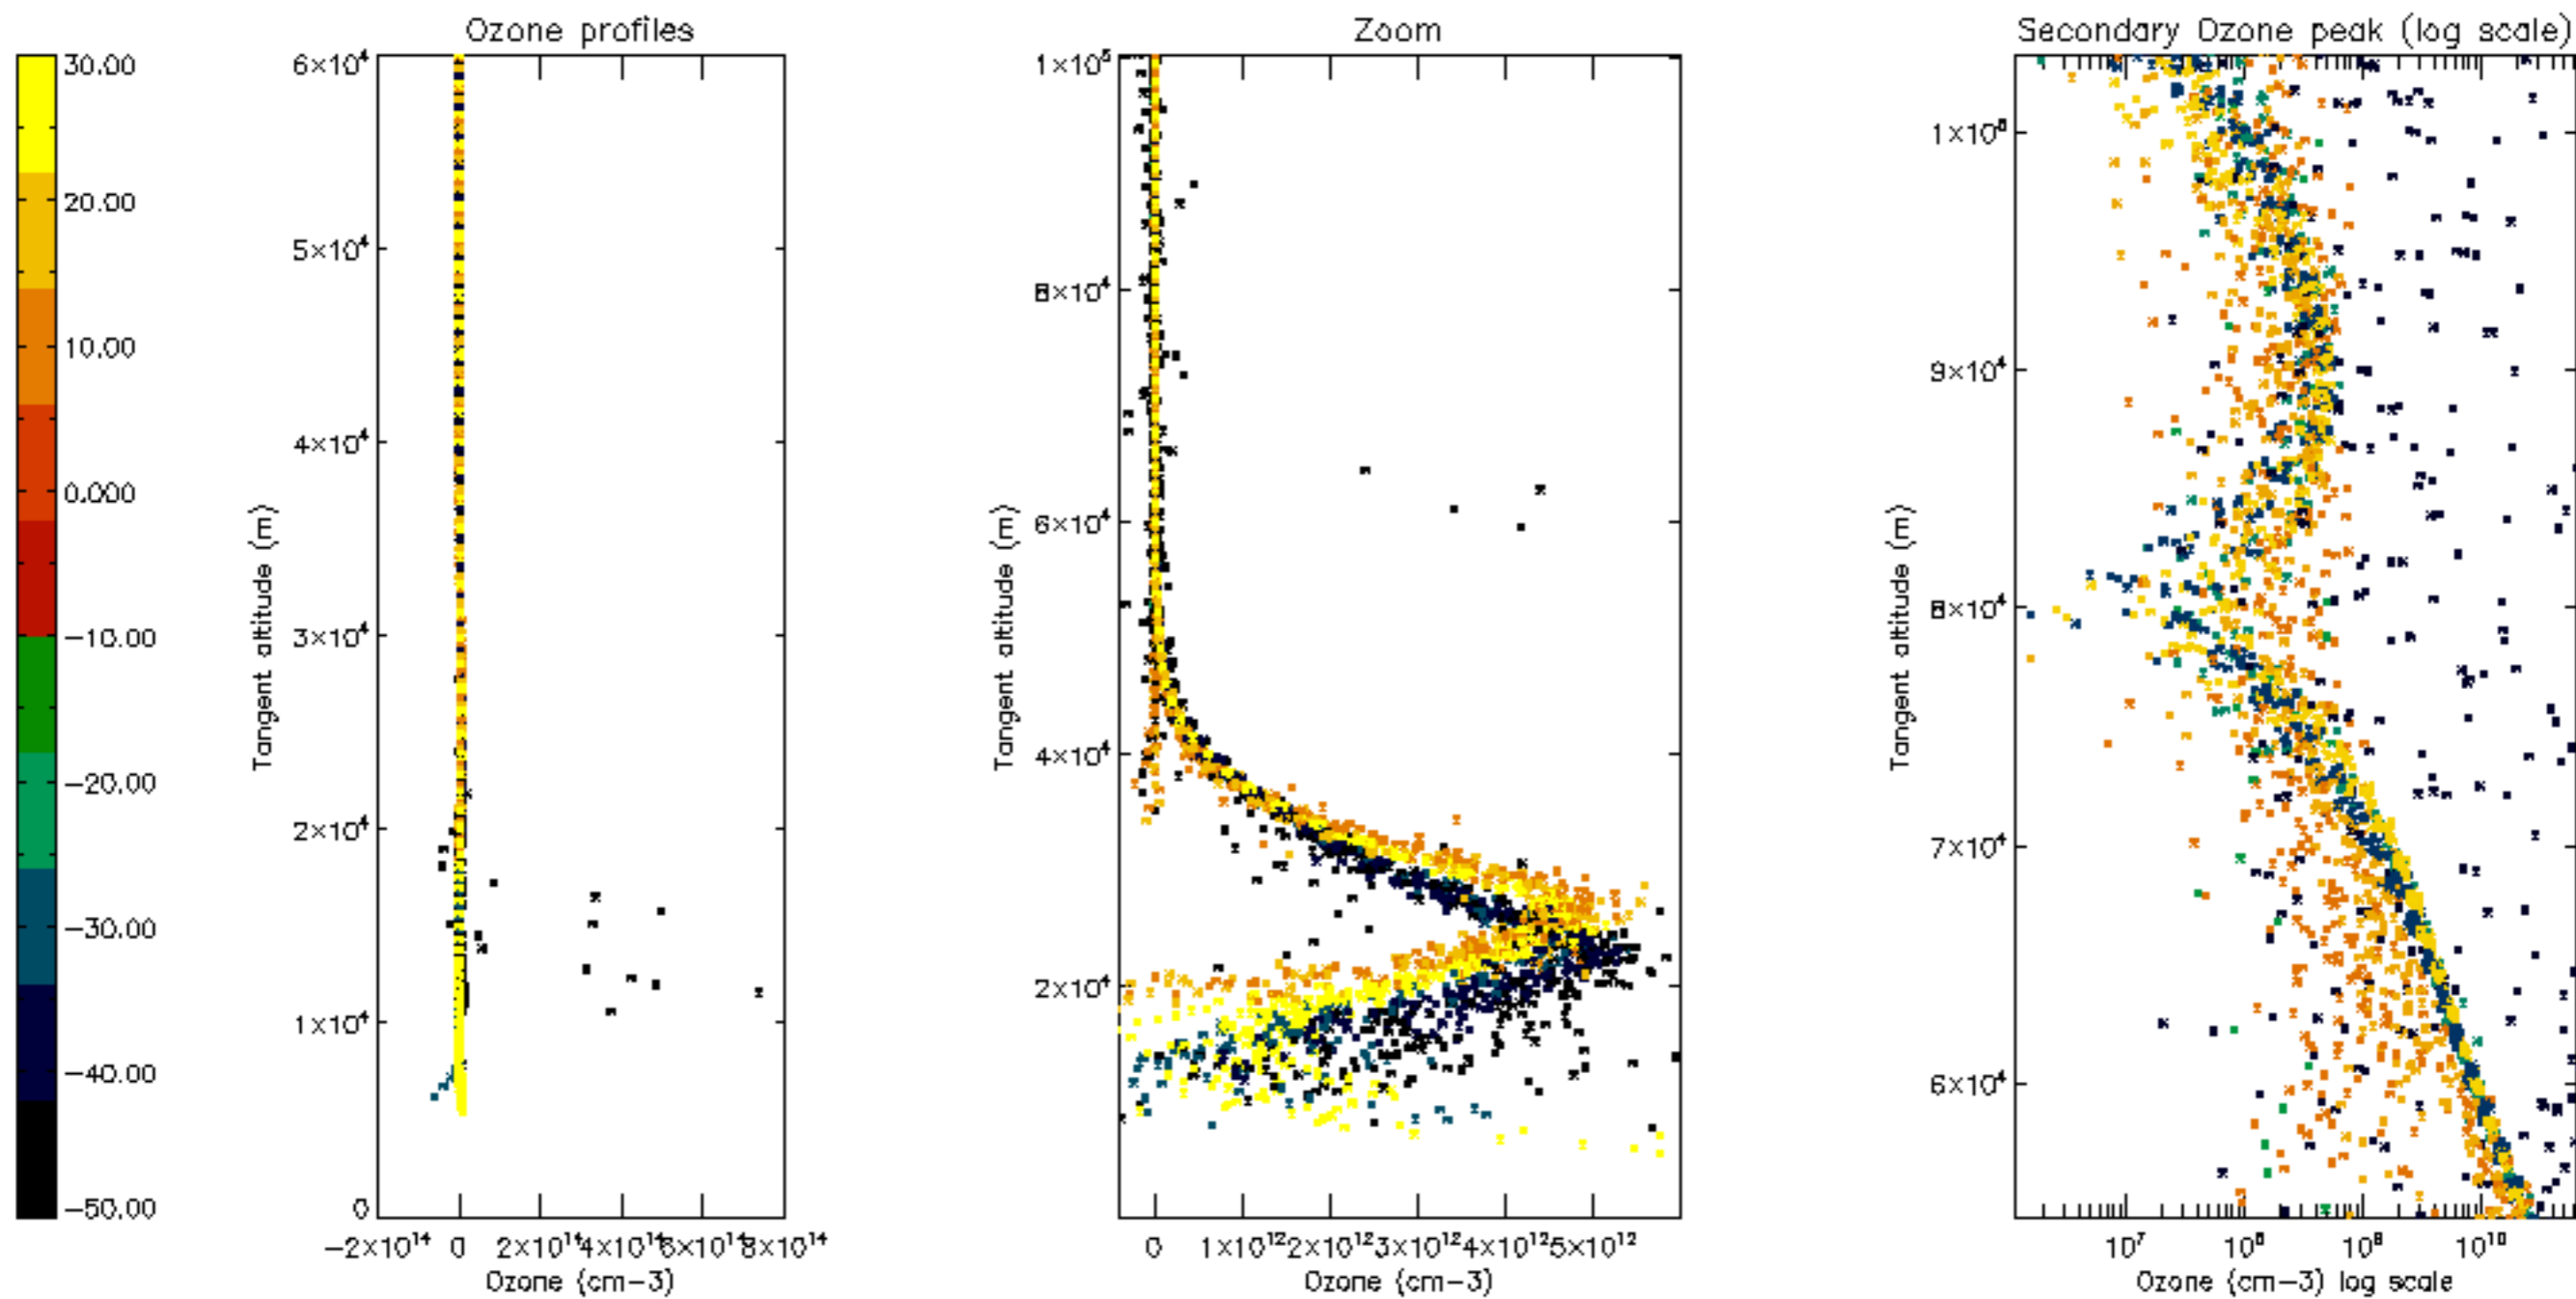 Ozone profiles
Zoom
Secondary Ozone peak (log scale)
30.00
20.00
10.00
0.000
−10.00
−20.00
−30.00
−40.00
−50.00
6×10⁴
5×10⁴
4×10⁴
3×10⁴
2×10⁴
1×10⁴
0
Tangent altitude (m)
−2×10¹⁴ 0 2×10¹⁴ 4×10¹⁴ 6×10¹⁴ 8×10¹⁴
Ozone (cm−3)
1×10⁵
8×10⁴
6×10⁴
4×10⁴
2×10⁴
Tangent altitude (m)
0 1×10¹² 2×10¹² 3×10¹² 4×10¹² 5×10¹²
Ozone (cm−3)
1×10⁵
9×10⁴
8×10⁴
7×10⁴
6×10⁴
Tangent altitude (m)
10⁷ 10⁸ 10⁹ 10¹⁰
Ozone (cm−3) log scale